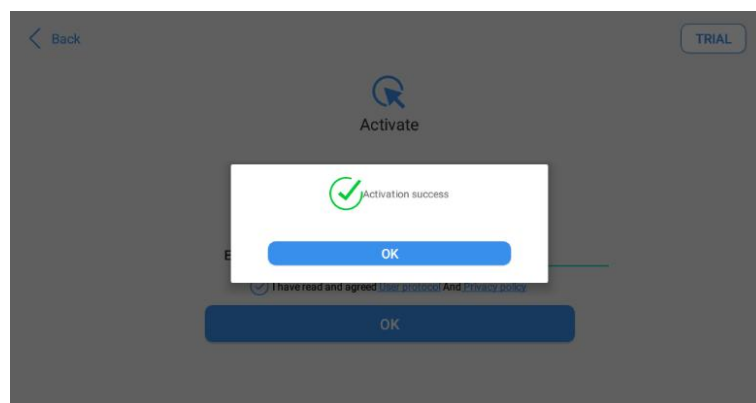 Back
TRIAL
Activate
Activation success
E
OK
I have read and agreed User protocol And Privacy policy
OK